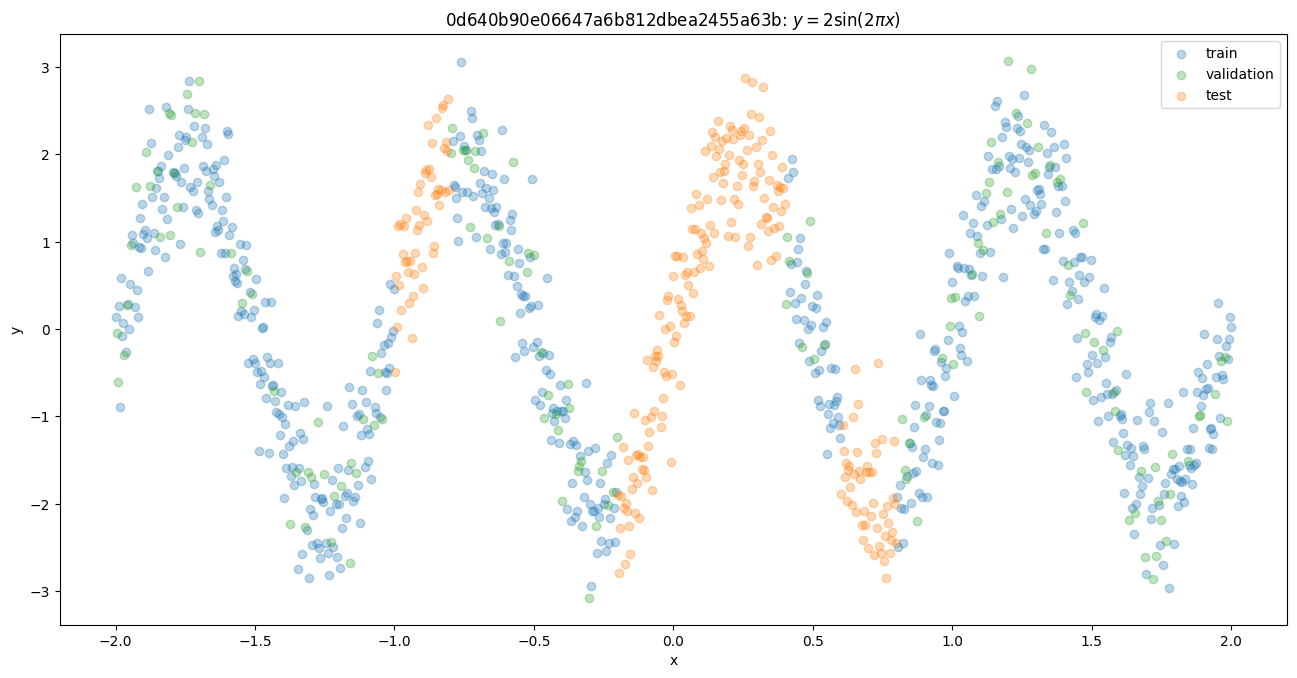 0d640b90e06647a6b812dbea2455a63b: y = 2sin(2πx)
train
validation
test
3
2
1
0
−1
−2
−3
y
−2.0 −1.5 −1.0 −0.5 0.0 0.5 1.0 1.5 2.0
x